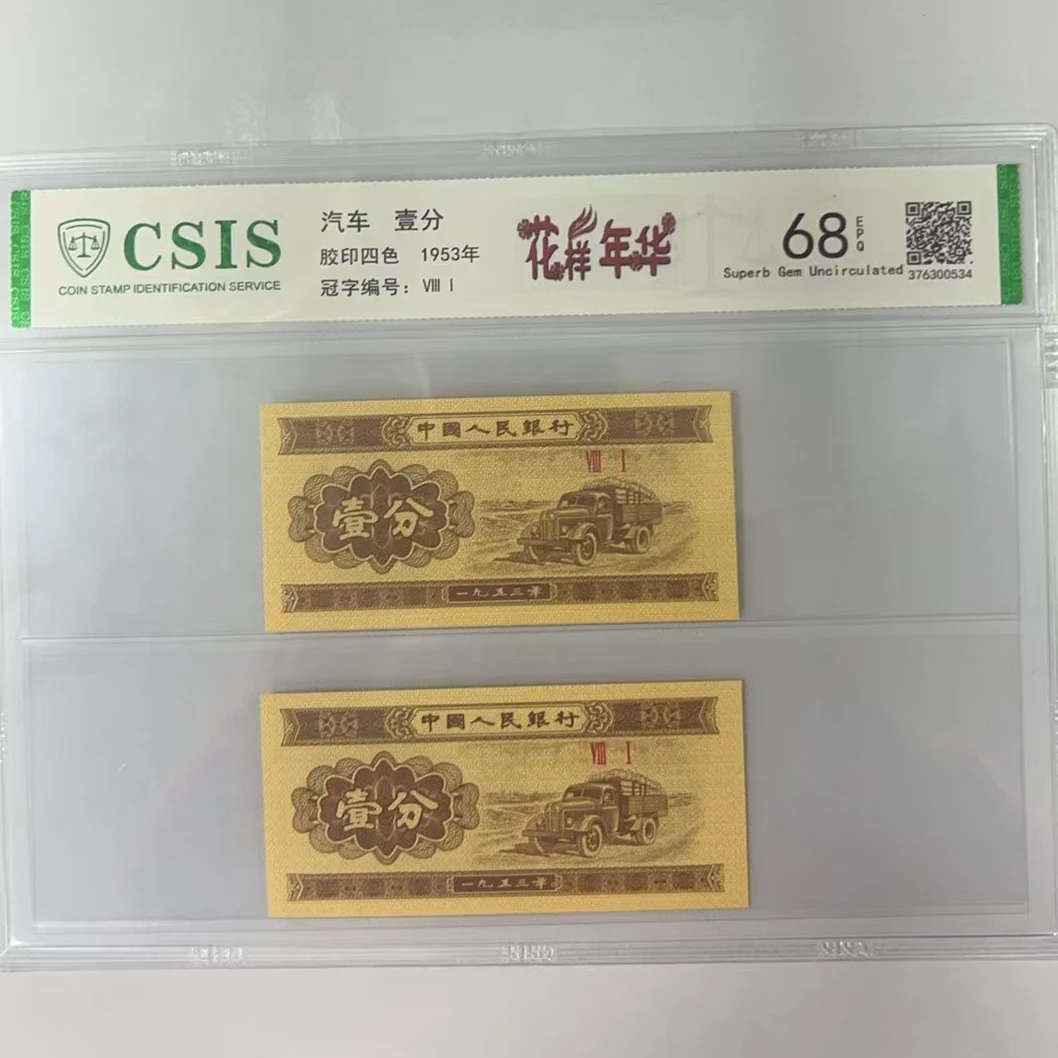 CSIS
COIN STAMP IDENTIFICATION SERVICE
汽车 壹分
胶印四色 1953年
冠字编号：Ⅷ Ⅰ
花样年华
68 EPQ
Superb Gem Uncirculated
376300534
中國人民銀行
Ⅷ Ⅰ
壹分
一九五三年
中國人民銀行
Ⅷ Ⅰ
壹分
一九五三年